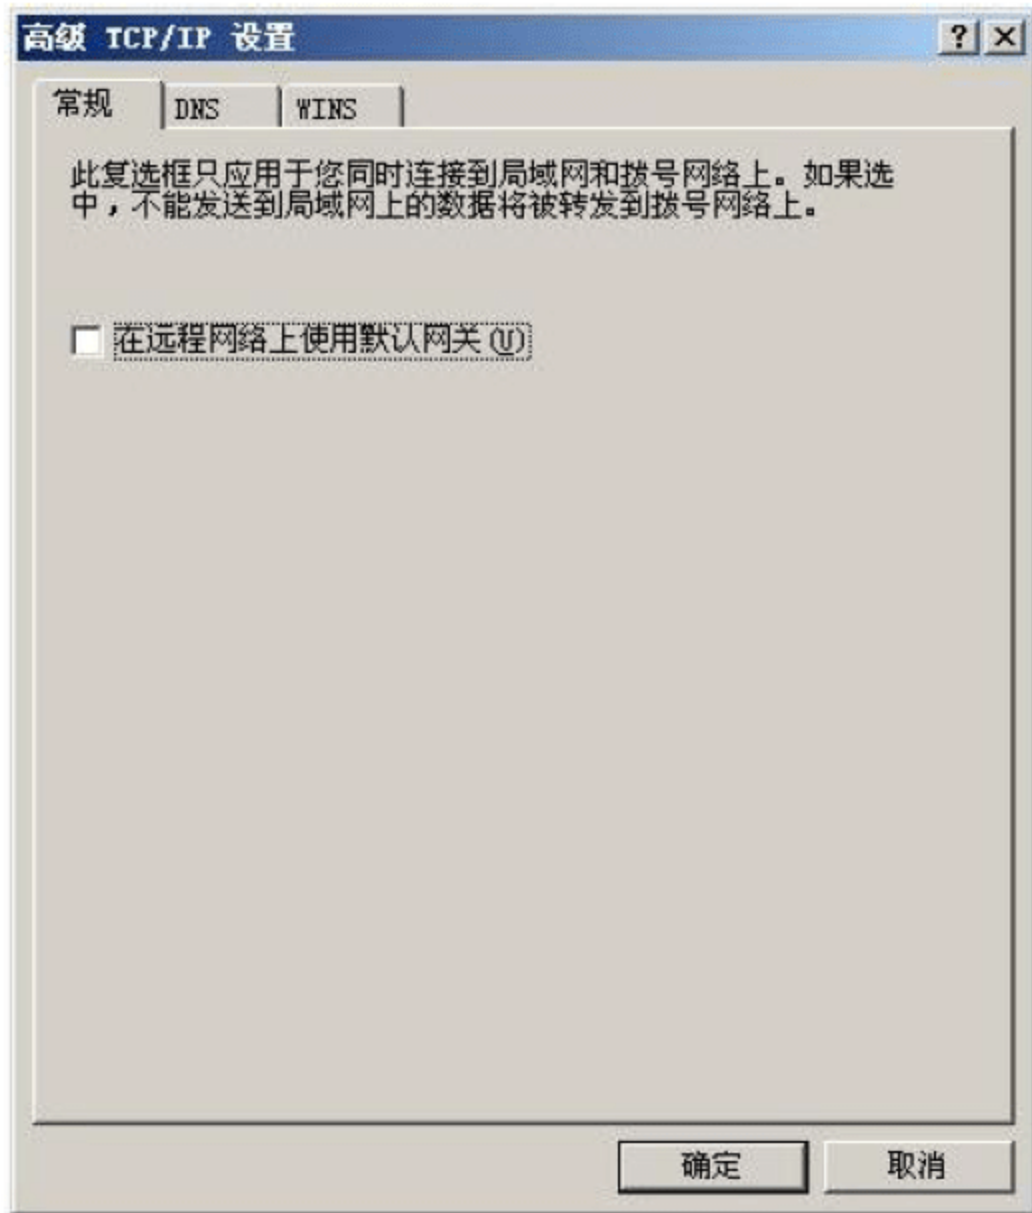 高级 TCP/IP 设置
常规 DNS WINS
此复选框只应用于您同时连接到局域网和拨号网络上。如果选
中，不能发送到局域网上的数据将被转发到拨号网络上。
在远程网络上使用默认网关(U)
确定 取消